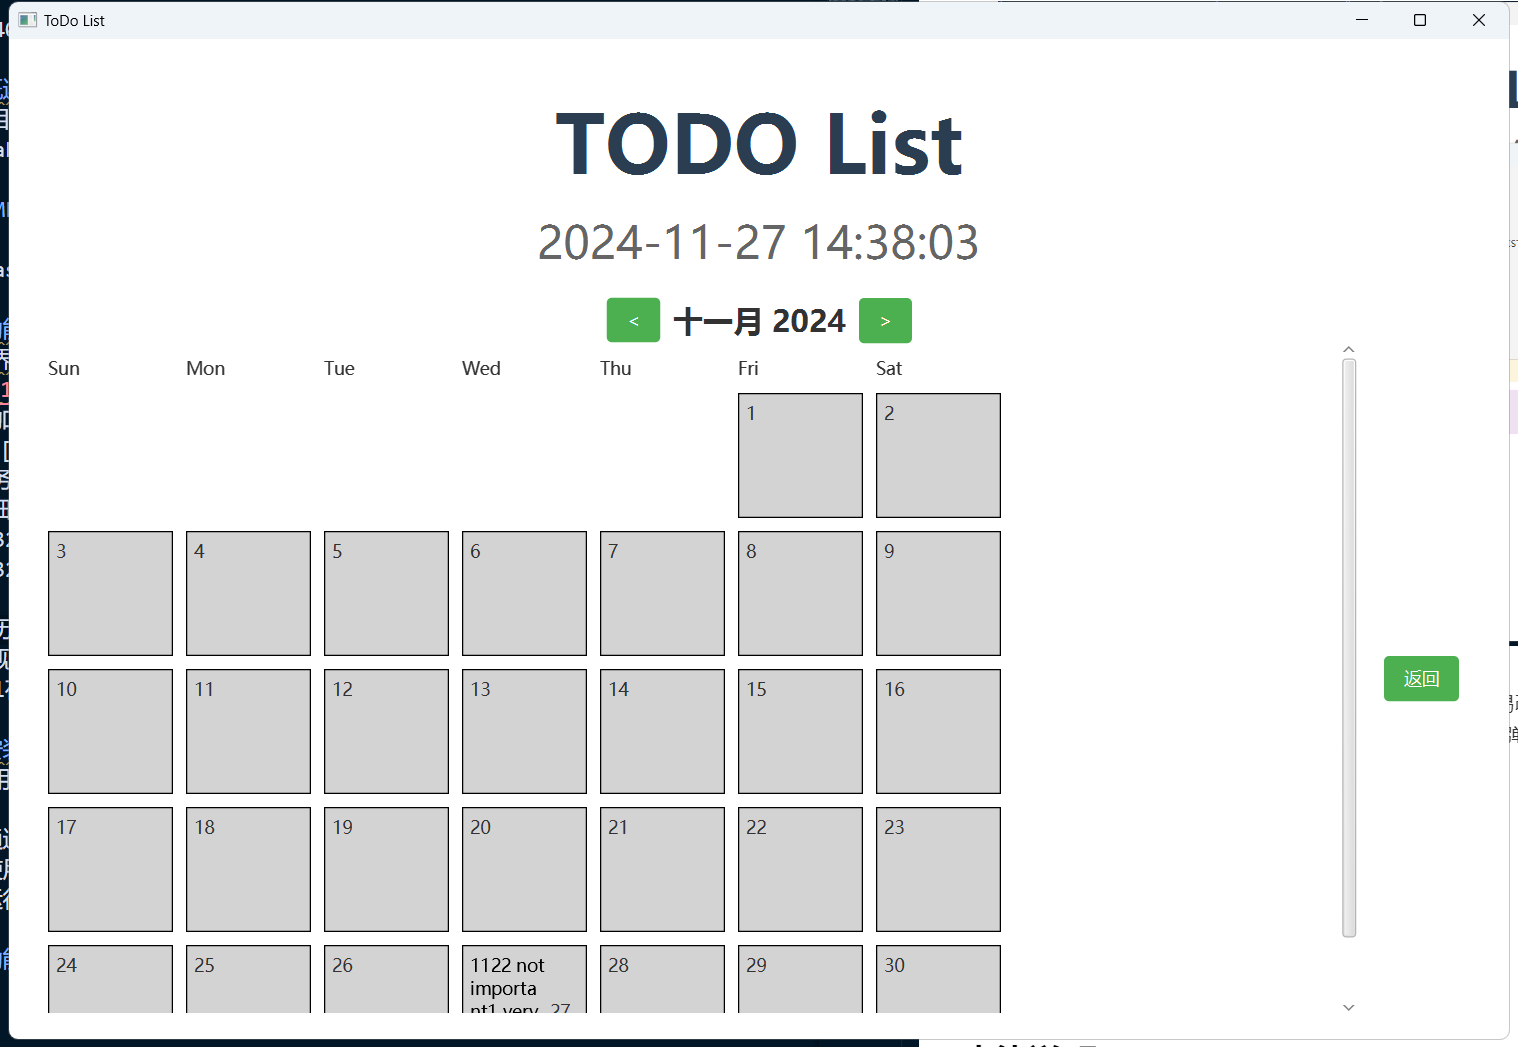 ToDo List
TODO List
2024-11-27 14:38:03
< 十一月 2024 >
Sun Mon Tue Wed Thu Fri Sat
1 2
3 4 5 6 7 8 9
10 11 12 13 14 15 16
返回
17 18 19 20 21 22 23
24 25 26 1122 not 28 29 30
importa
nt1 very 27